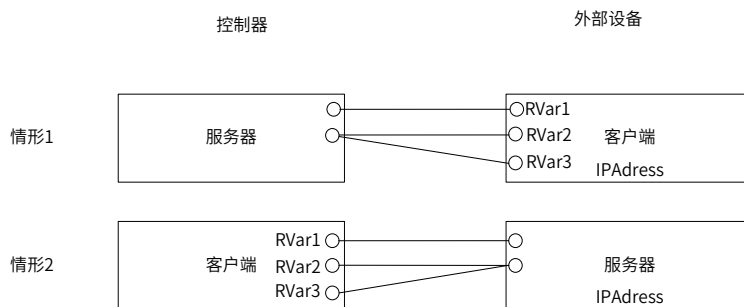 控制器
外部设备
情形1
服务器
RVar1
RVar2
RVar3
客户端
IPAdress
情形2
客户端
RVar1
RVar2
RVar3
服务器
IPAdress